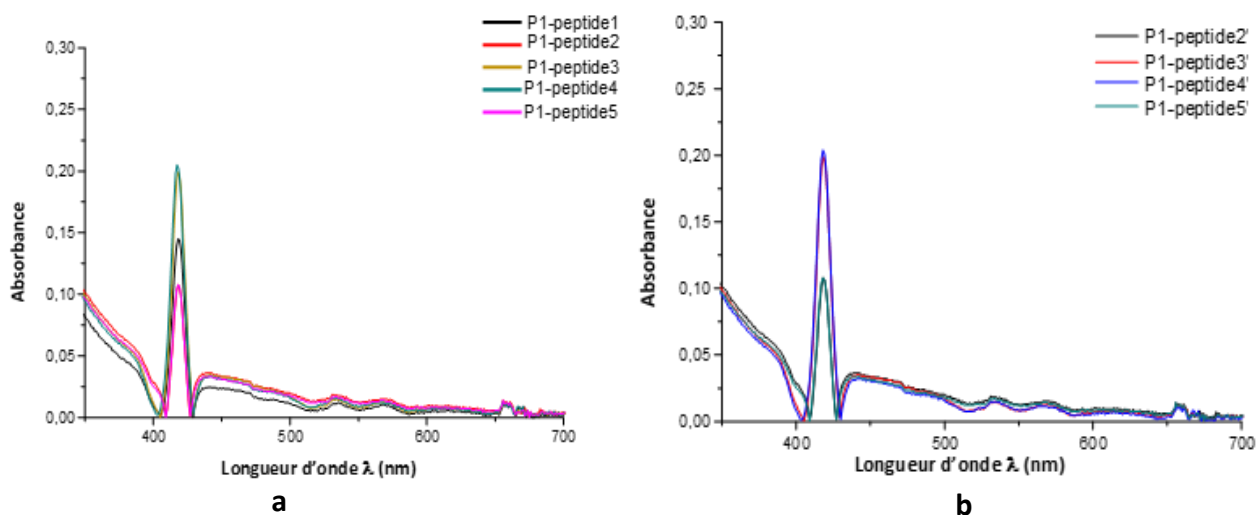 P1-peptide1
P1-peptide2
P1-peptide3
P1-peptide4
P1-peptide5
0,30
0,25
0,20
0,15
0,10
0,05
0,00
Absorbance
400 500 600 700
Longueur d'onde λ (nm)
a
P1-peptide2'
P1-peptide3'
P1-peptide4'
P1-peptide5'
0,30
0,25
0,20
0,15
0,10
0,05
0,00
Absorbance
400 500 600 700
Longueur d'onde λ (nm)
b